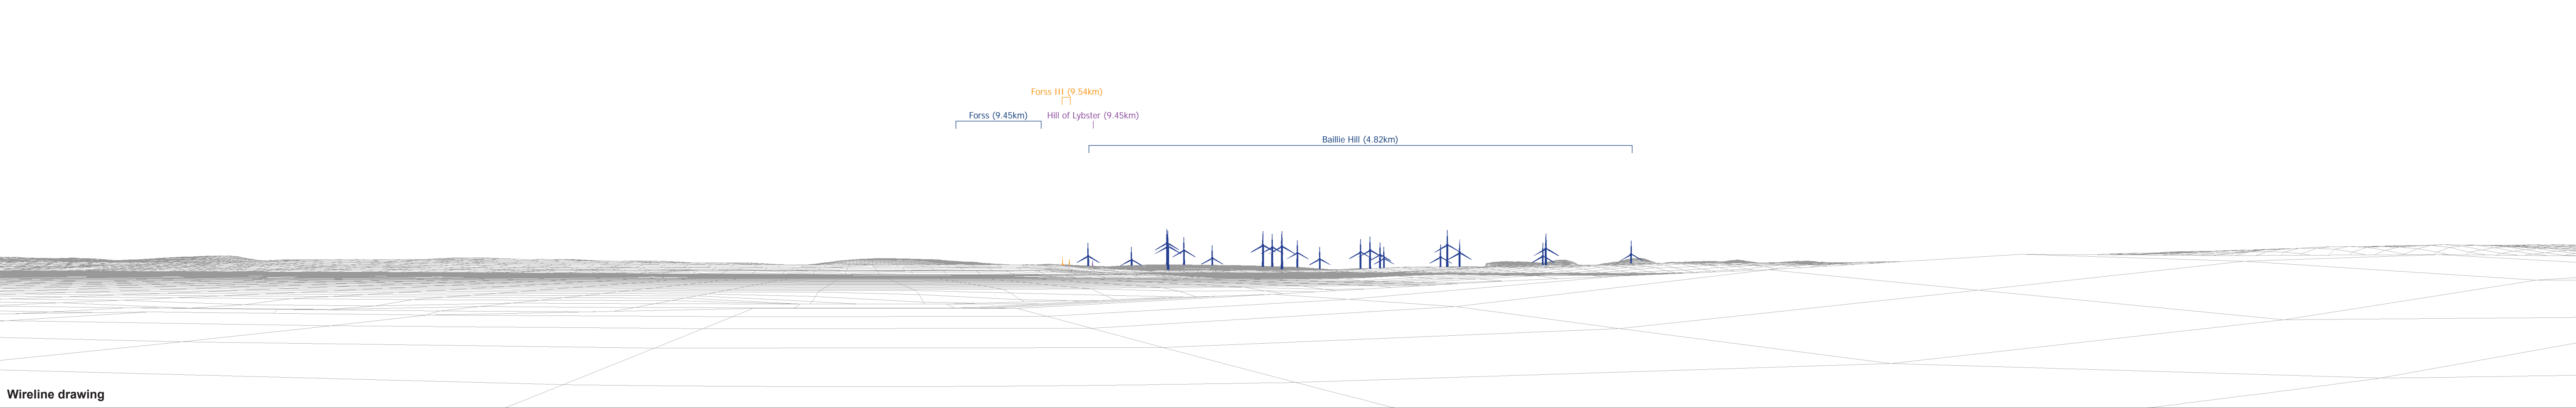 Forss III (9.54km)
Forss (9.45km)
Hill of Lybster (9.45km)
Baillie Hill (4.82km)
Wireline drawing